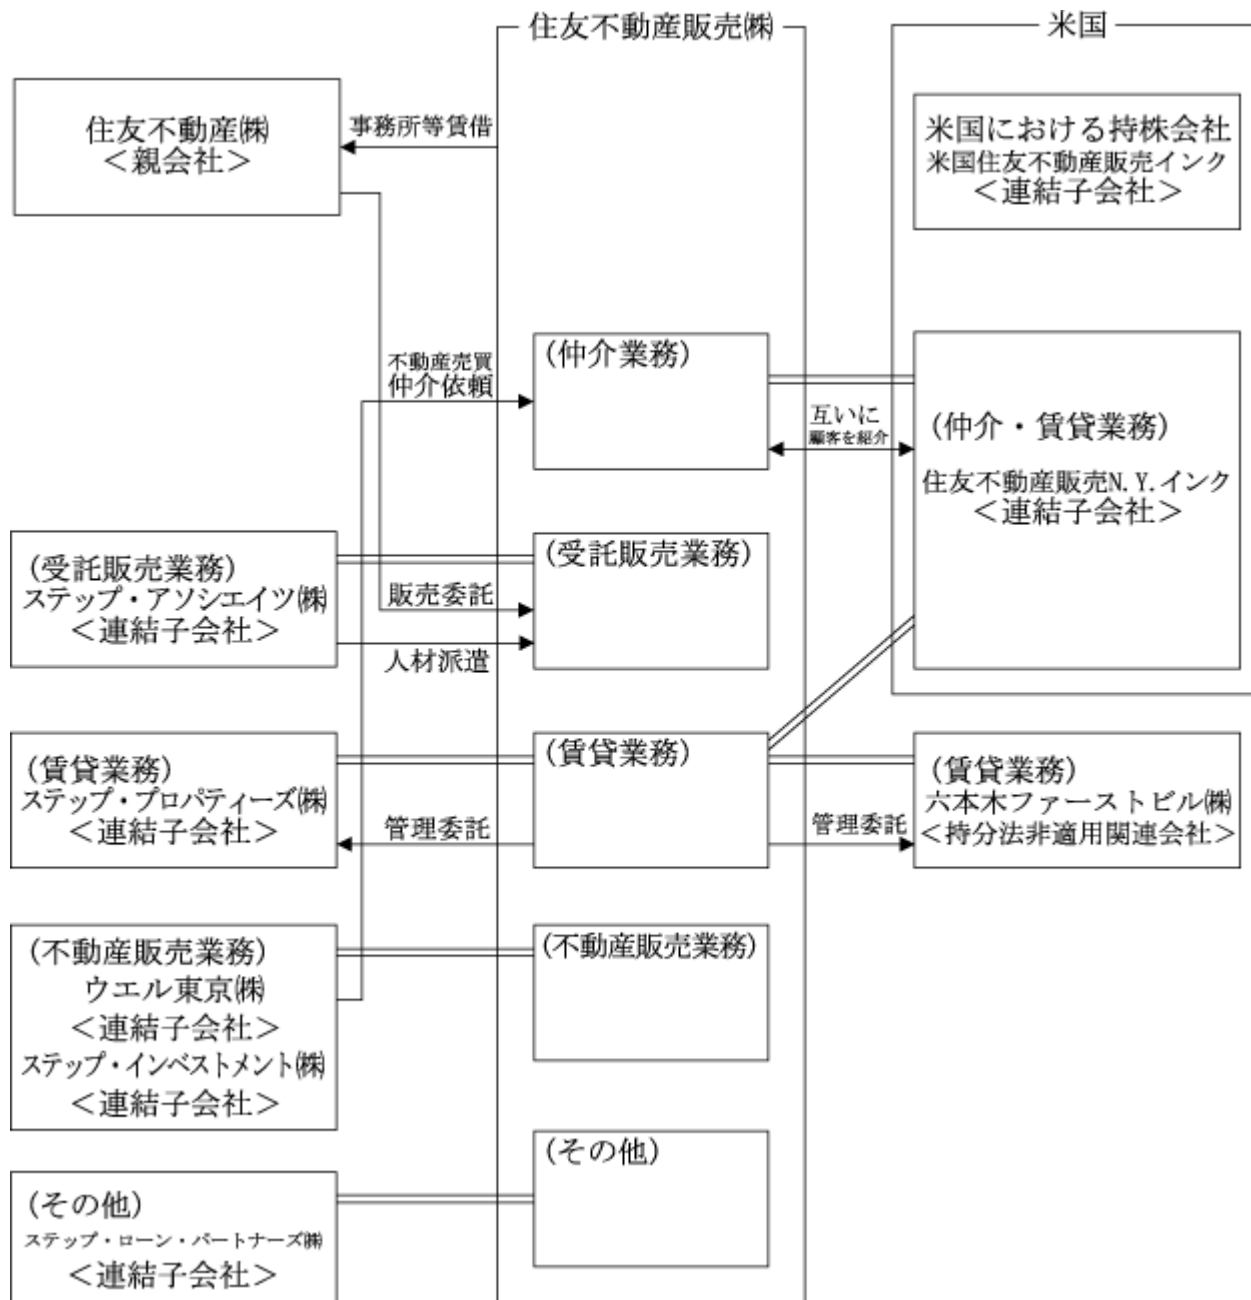 住友不動産販売㈱
米国
住友不動産㈱
＜親会社＞
事務所等賃借
米国における持株会社
米国住友不動産販売インク
＜連結子会社＞
不動産売買
仲介依頼
(仲介業務)
互いに
顧客を紹介
(仲介・賃貸業務)
住友不動産販売N.Y.インク
＜連結子会社＞
(受託販売業務)
ステップ・アソシエイツ㈱
＜連結子会社＞
販売委託
人材派遣
(受託販売業務)
(賃貸業務)
ステップ・プロパティーズ㈱
＜連結子会社＞
管理委託
(賃貸業務)
管理委託
(賃貸業務)
六本木ファーストビル㈱
＜持分法非適用関連会社＞
(不動産販売業務)
ウエル東京㈱
＜連結子会社＞
ステップ・インベストメント㈱
＜連結子会社＞
(不動産販売業務)
(その他)
ステップ・ローン・パートナーズ㈱
＜連結子会社＞
(その他)